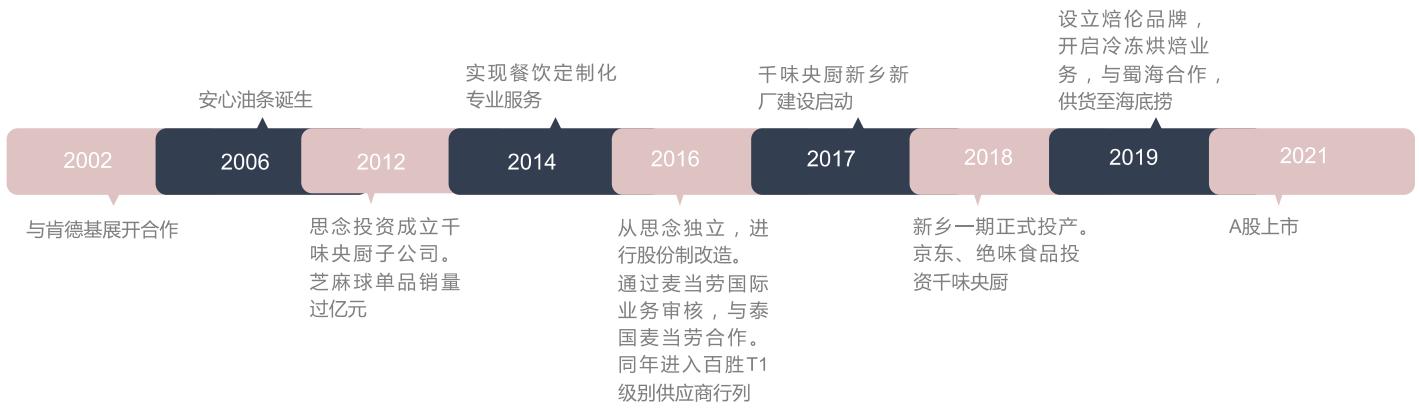 2002
与肯德基展开合作
2006
安心油条诞生
2012
思念投资成立千
味央厨子公司。
芝麻球单品销量
过亿元
2014
实现餐饮定制化
专业服务
2016
从思念独立，进
行股份制改造。
通过麦当劳国际
业务审核，与泰
国麦当劳合作。
同年进入百胜T1
级别供应商行列
2017
千味央厨新乡新
厂建设启动
2018
新乡一期正式投产。
京东、绝味食品投
资千味央厨
2019
设立焙伦品牌，
开启冷冻烘焙业
务，与蜀海合作，
供货至海底捞
2021
A股上市